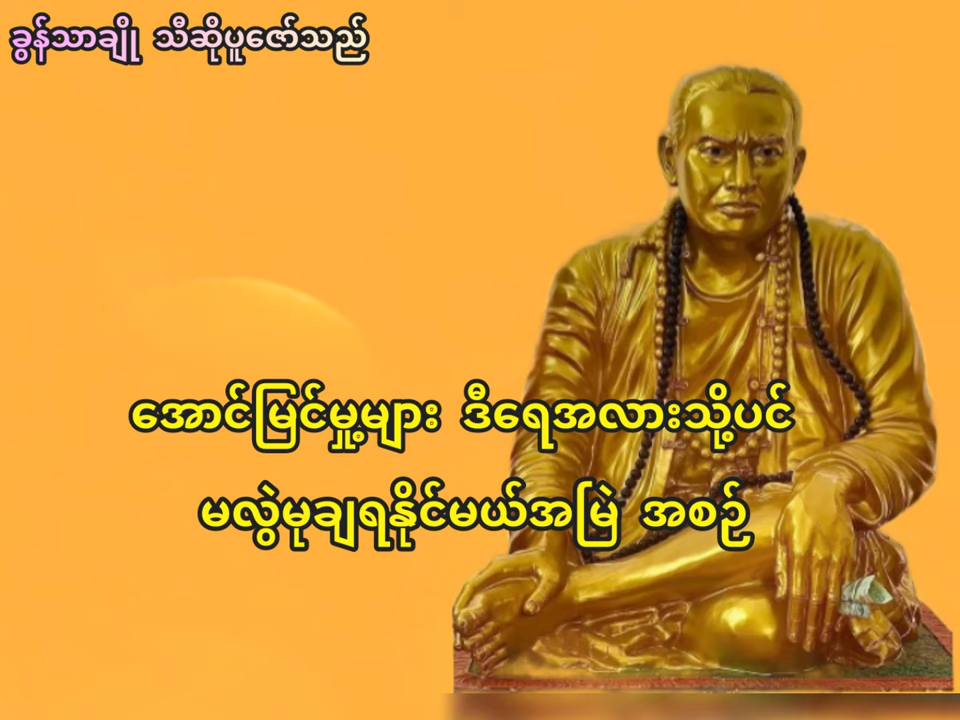 ခွန်သာချို သီဆိုပူဇော်သည်
အောင်မြင်မှု့များ ဒီရေအလားသို့ပင်
မလွဲမုချရနိုင်မယ်အမြဲ အစဉ်